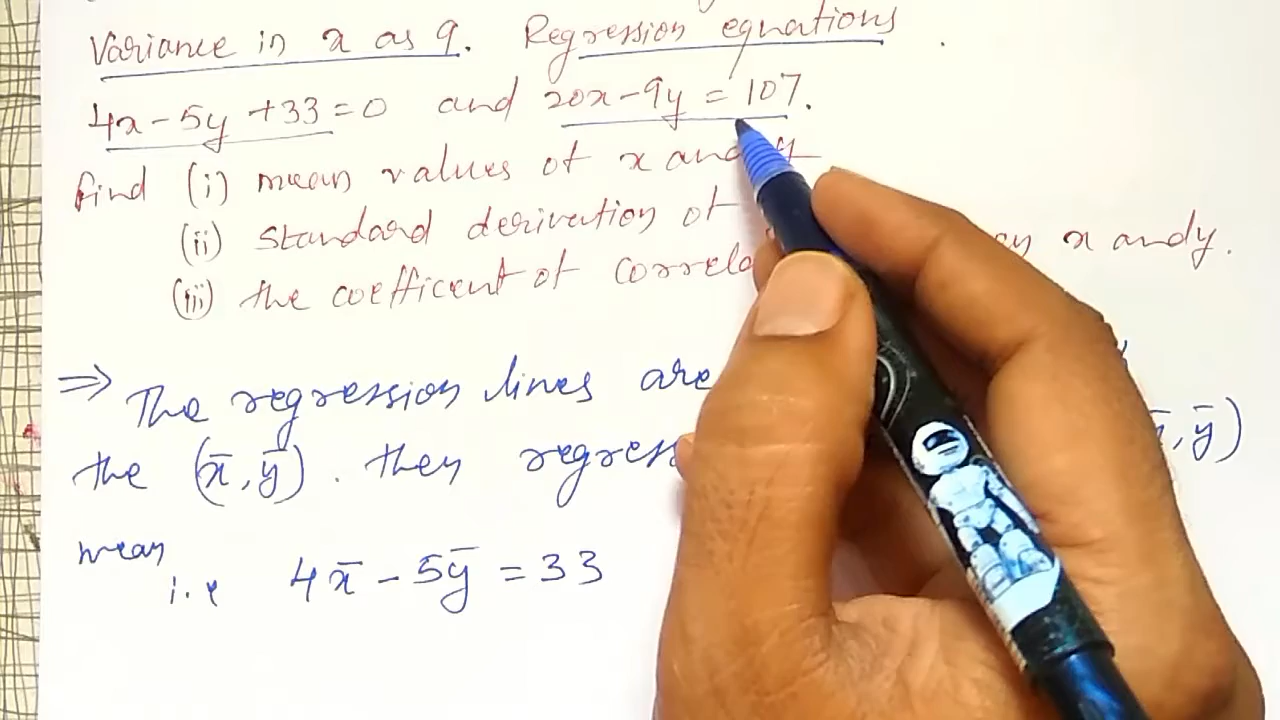 Variance in x as 9. Regression equations
4x - 5y + 33 = 0 and 20x - 9y = 107.
find (i) mean values of x and y
(ii) standard derivation of
(iii) the coefficent of x and y.
⇒ The regression lines are
the (x̄, ȳ). then (x̄, ȳ)
mean
i.e 4x̄ - 5ȳ = 33